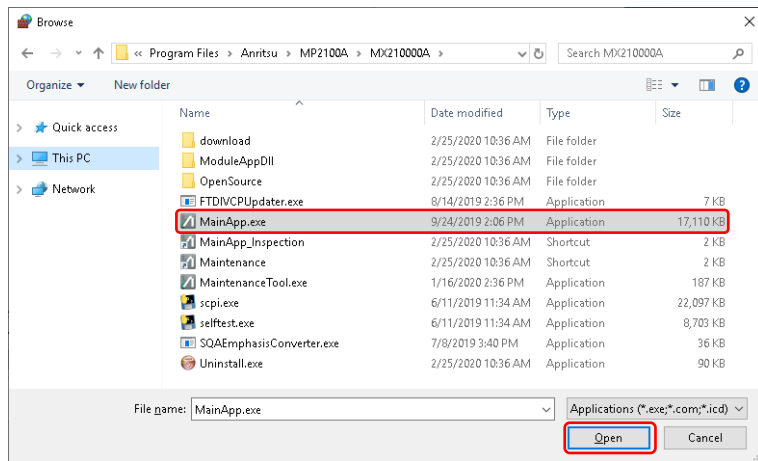 Browse
« Program Files > Anritsu > MP2100A > MX210000A >
Search MX210000A
Organize
New folder
Name Date modified Type Size
Quick access
This PC
Network
download 2/25/2020 10:36 AM File folder
ModuleAppDll 2/25/2020 10:36 AM File folder
OpenSource 2/25/2020 10:36 AM File folder
FTDIVCPUpdater.exe 8/14/2019 2:36 PM Application 7 KB
MainApp.exe 9/24/2019 2:06 PM Application 17,110 KB
MainApp_Inspection 2/25/2020 10:36 AM Shortcut 2 KB
Maintenance 2/25/2020 10:36 AM Shortcut 2 KB
MaintenanceTool.exe 1/16/2020 2:36 PM Application 187 KB
scpi.exe 6/11/2019 11:34 AM Application 22,097 KB
selftest.exe 6/11/2019 11:34 AM Application 8,703 KB
SQAEmphasisConverter.exe 7/8/2019 3:40 PM Application 36 KB
Uninstall.exe 2/25/2020 10:36 AM Application 90 KB
File name: MainApp.exe Applications (*.exe;*.com;*.icd)
Open Cancel